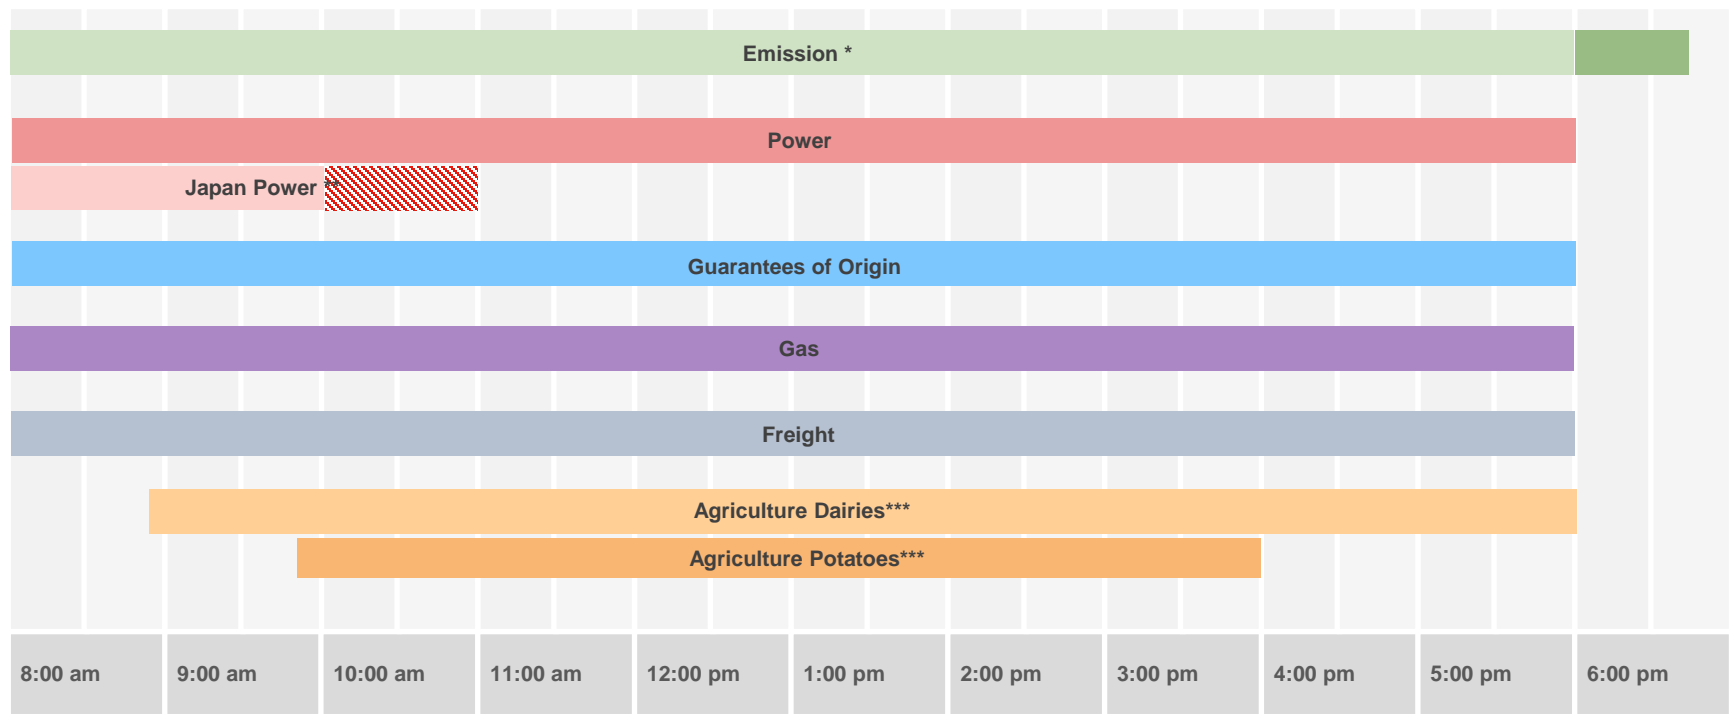 Emission *
Power
Japan Power **
Guarantees of Origin
Gas
Freight
Agriculture Dairies***
Agriculture Potatoes***
8:00 am 9:00 am 10:00 am 11:00 am 12:00 pm 1:00 pm 2:00 pm 3:00 pm 4:00 pm 5:00 pm 6:00 pm